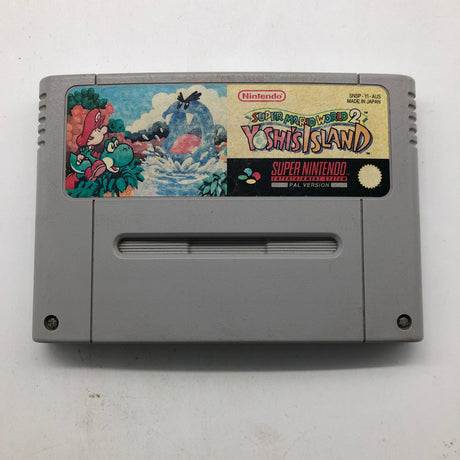 Nintendo
SNSP-YI-AUS
MADE IN JAPAN
SUPER MARIO WORLD 2
YOSHI'S ISLAND
SUPER NINTENDO
ENTERTAINMENT SYSTEM
PAL VERSION